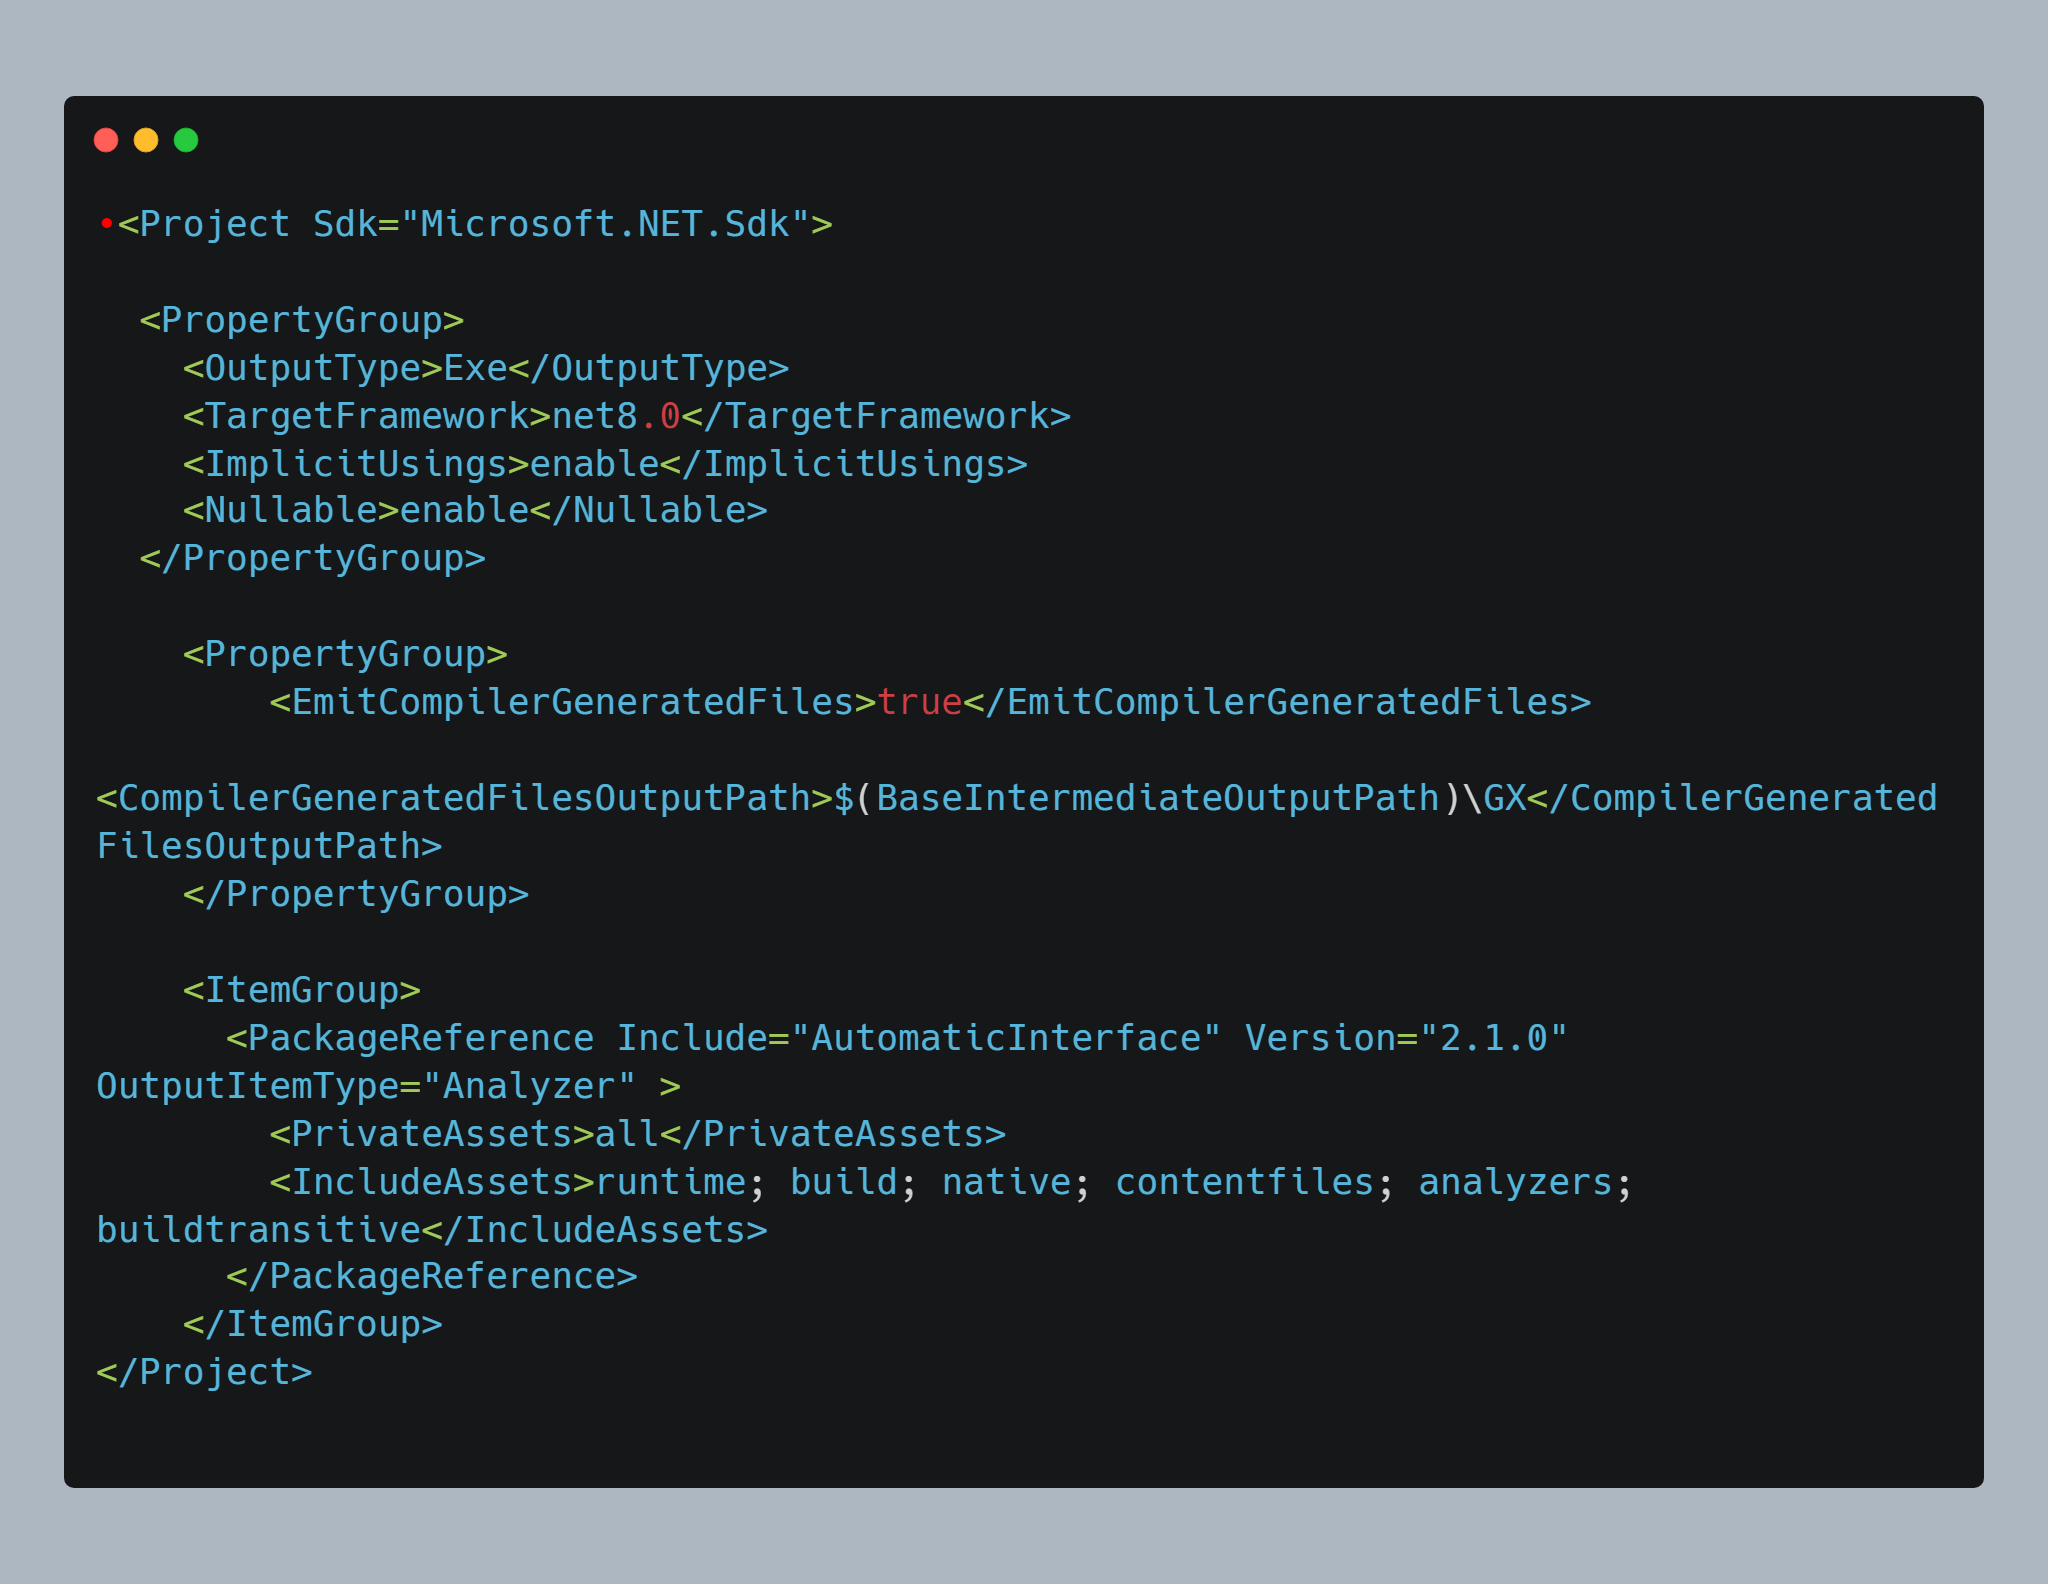 •<Project Sdk="Microsoft.NET.Sdk">

  <PropertyGroup>
    <OutputType>Exe</OutputType>
    <TargetFramework>net8.0</TargetFramework>
    <ImplicitUsings>enable</ImplicitUsings>
    <Nullable>enable</Nullable>
  </PropertyGroup>

    <PropertyGroup>
        <EmitCompilerGeneratedFiles>true</EmitCompilerGeneratedFiles>

<CompilerGeneratedFilesOutputPath>$(BaseIntermediateOutputPath)\GX</CompilerGenerated
FilesOutputPath>
    </PropertyGroup>

    <ItemGroup>
      <PackageReference Include="AutomaticInterface" Version="2.1.0"
OutputItemType="Analyzer" >
        <PrivateAssets>all</PrivateAssets>
        <IncludeAssets>runtime; build; native; contentfiles; analyzers;
buildtransitive</IncludeAssets>
      </PackageReference>
    </ItemGroup>
</Project>